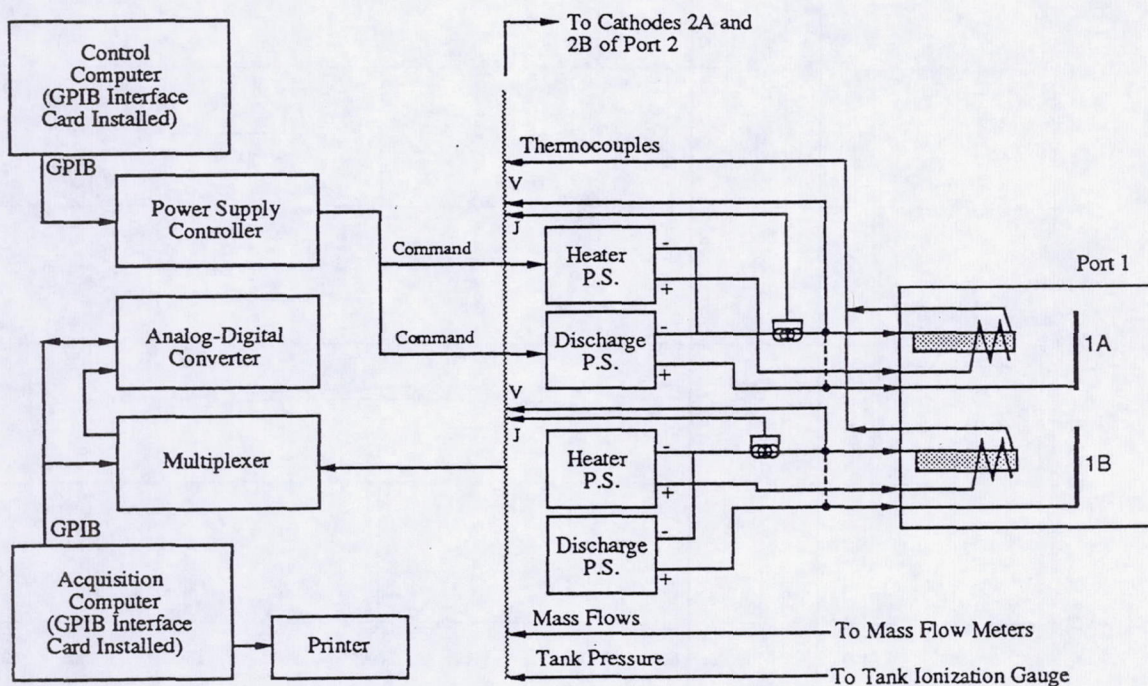 To Cathodes 2A and
2B of Port 2
Control
Computer
(GPIB Interface
Card Installed)
GPIB
Thermocouples
V
J
Power Supply
Controller
Command
Heater
P.S.
-
+
Port 1
Analog-Digital
Converter
Command
Discharge
P.S.
-
+
1A
V
J
Multiplexer
Heater
P.S.
-
+
1B
GPIB
Discharge
P.S.
-
+
Acquisition
Computer
(GPIB Interface
Card Installed)
Printer
Mass Flows
To Mass Flow Meters
Tank Pressure
To Tank Ionization Gauge